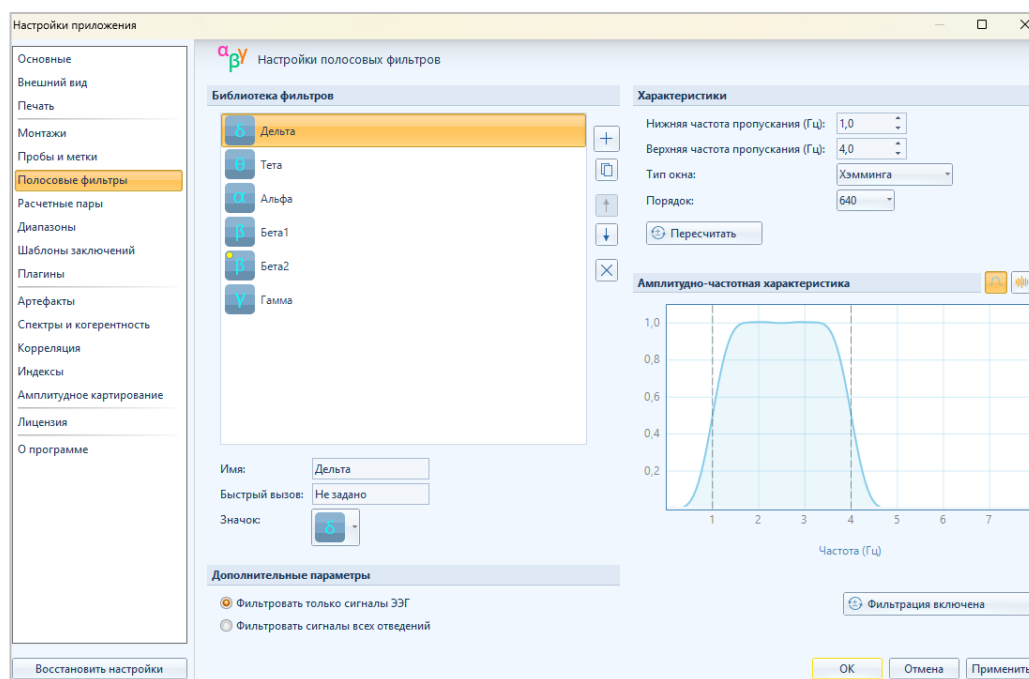 Настройки приложения
Основные
Внешний вид
Печать
Монтажи
Пробы и метки
Полосовые фильтры
Расчетные пары
Диапазоны
Шаблоны заключений
Плагины
Артефакты
Спектры и когерентность
Корреляция
Индексы
Амплитудное картирование
Лицензия
О программе
Восстановить настройки
αβγ Настройки полосовых фильтров
Библиотека фильтров
δ Дельта
θ Тета
α Альфа
β Бета1
β Бета2
γ Гамма
Имя: Дельта
Быстрый вызов: Не задано
Значок: δ
Дополнительные параметры
Фильтровать только сигналы ЭЭГ
Фильтровать сигналы всех отведений
Характеристики
Нижняя частота пропускания (Гц): 1,0
Верхняя частота пропускания (Гц): 4,0
Тип окна: Хэмминга
Порядок: 640
Пересчитать
Амплитудно-частотная характеристика
1,0
0,8
0,6
0,4
0,2
1 2 3 4 5 6 7
Частота (Гц)
Фильтрация включена
ОК Отмена Применить